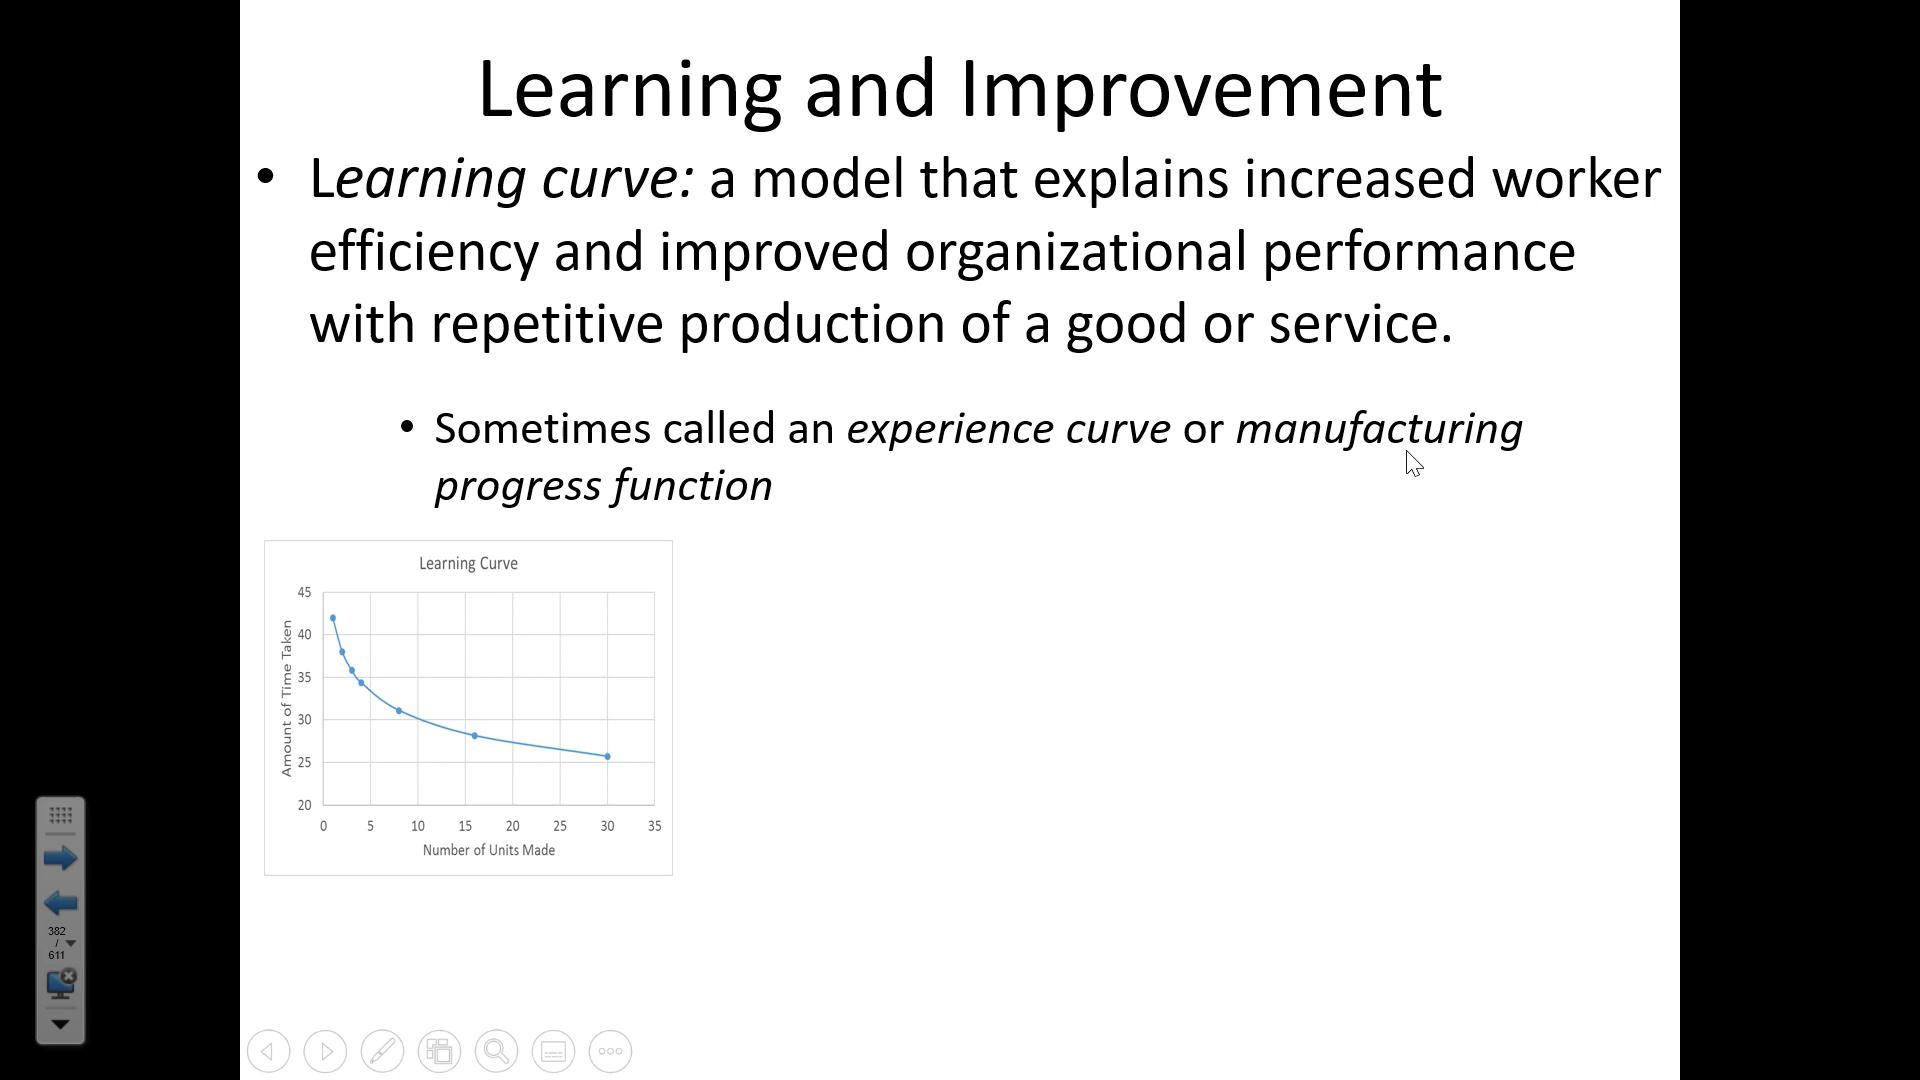 Learning and Improvement
• Learning curve: a model that explains increased worker
efficiency and improved organizational performance
with repetitive production of a good or service.
• Sometimes called an experience curve or manufacturing
progress function
Learning Curve
Amount of Time Taken
45
40
35
30
25
20
0 5 10 15 20 25 30 35
Number of Units Made
382
/
611